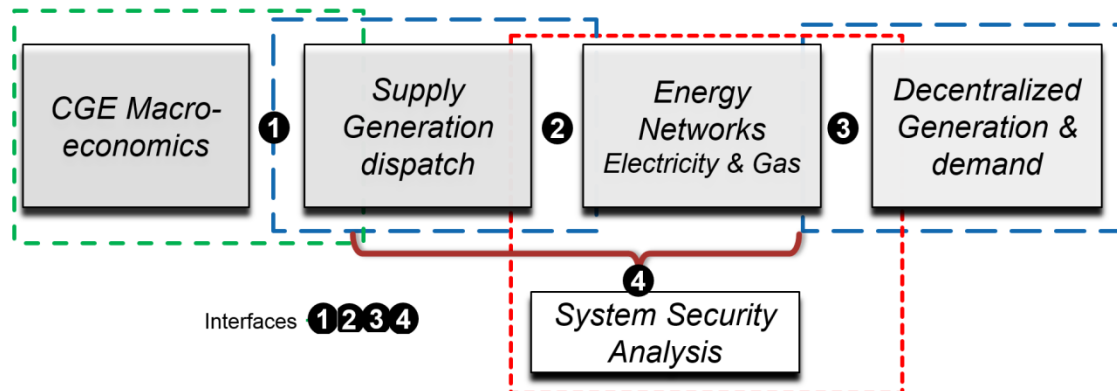 CGE Macro-
economics
1
Supply
Generation
dispatch
2
Energy
Networks
Electricity & Gas
3
Decentralized
Generation &
demand
4
System Security
Analysis
Interfaces 1 2 3 4